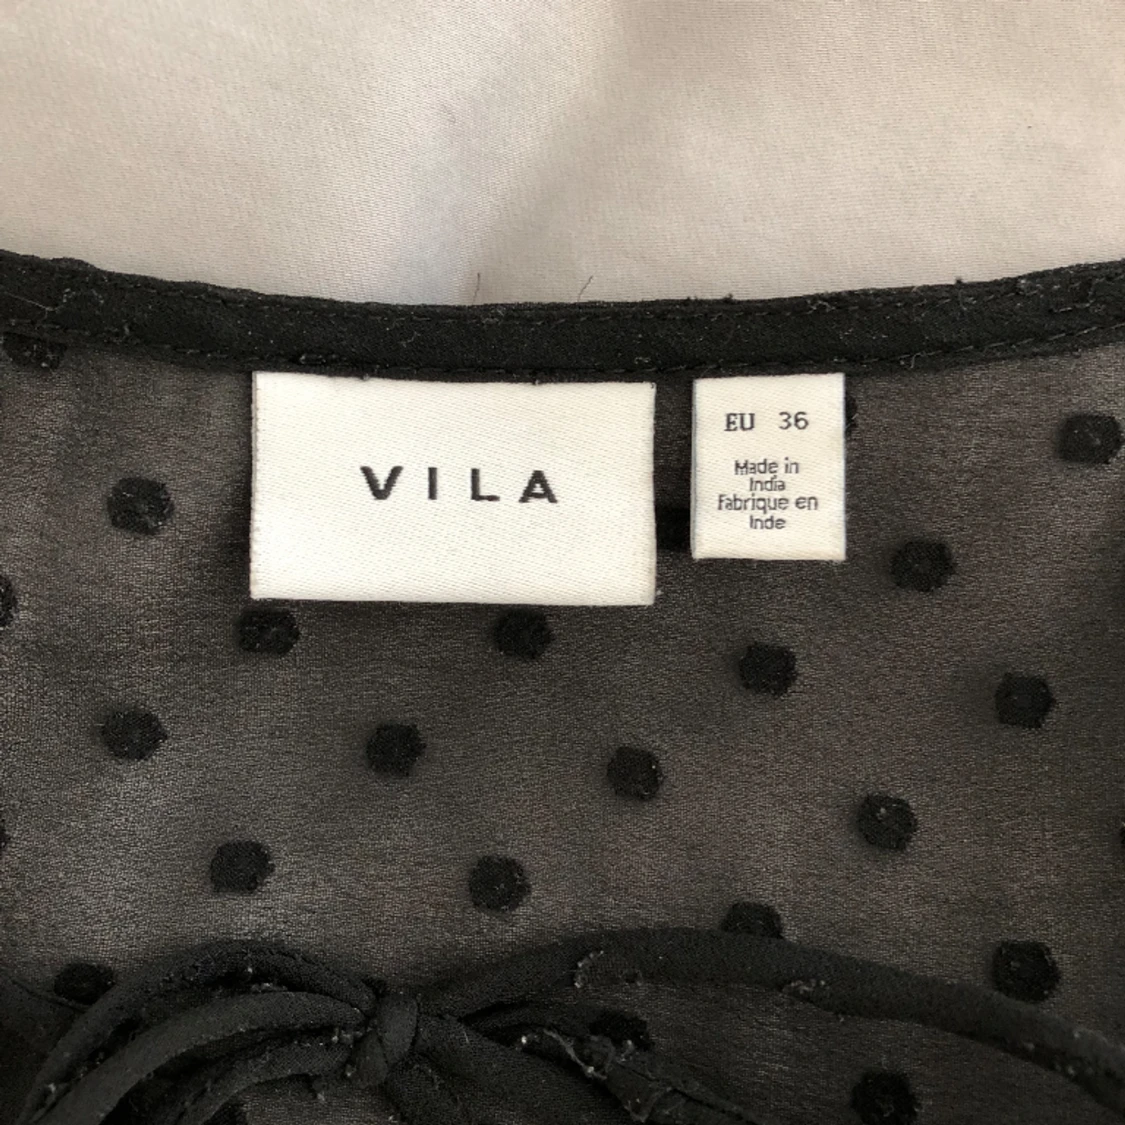 VILA
EU 36
Made in
India
Fabrique en
Inde